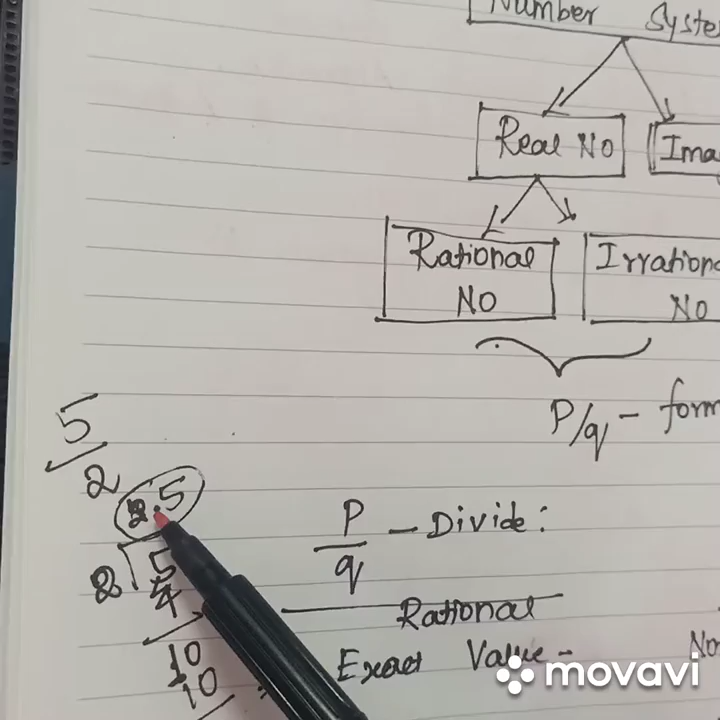 Number Syste
Real NO
Ima
Rational NO
Irrationa NO
P/q - form
5
2
2.5
2 5
4
10
10
P
q
- Divide:
Rational
Exact Value -
No
movavi